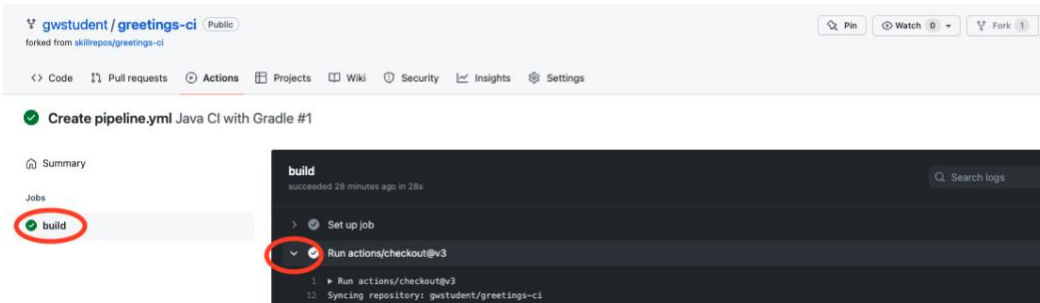 gwstudent / greetings-ci Public
Pin Watch 0 Fork 1
forked from skillrepos/greetings-ci
Code Pull requests Actions Projects Wiki Security Insights Settings
Create pipeline.yml Java CI with Gradle #1
Summary
Jobs
build
build
succeeded 28 minutes ago in 28s
Search logs
Set up job
Run actions/checkout@v3
1 ▶ Run actions/checkout@v3
12 Syncing repository: gwstudent/greetings-ci